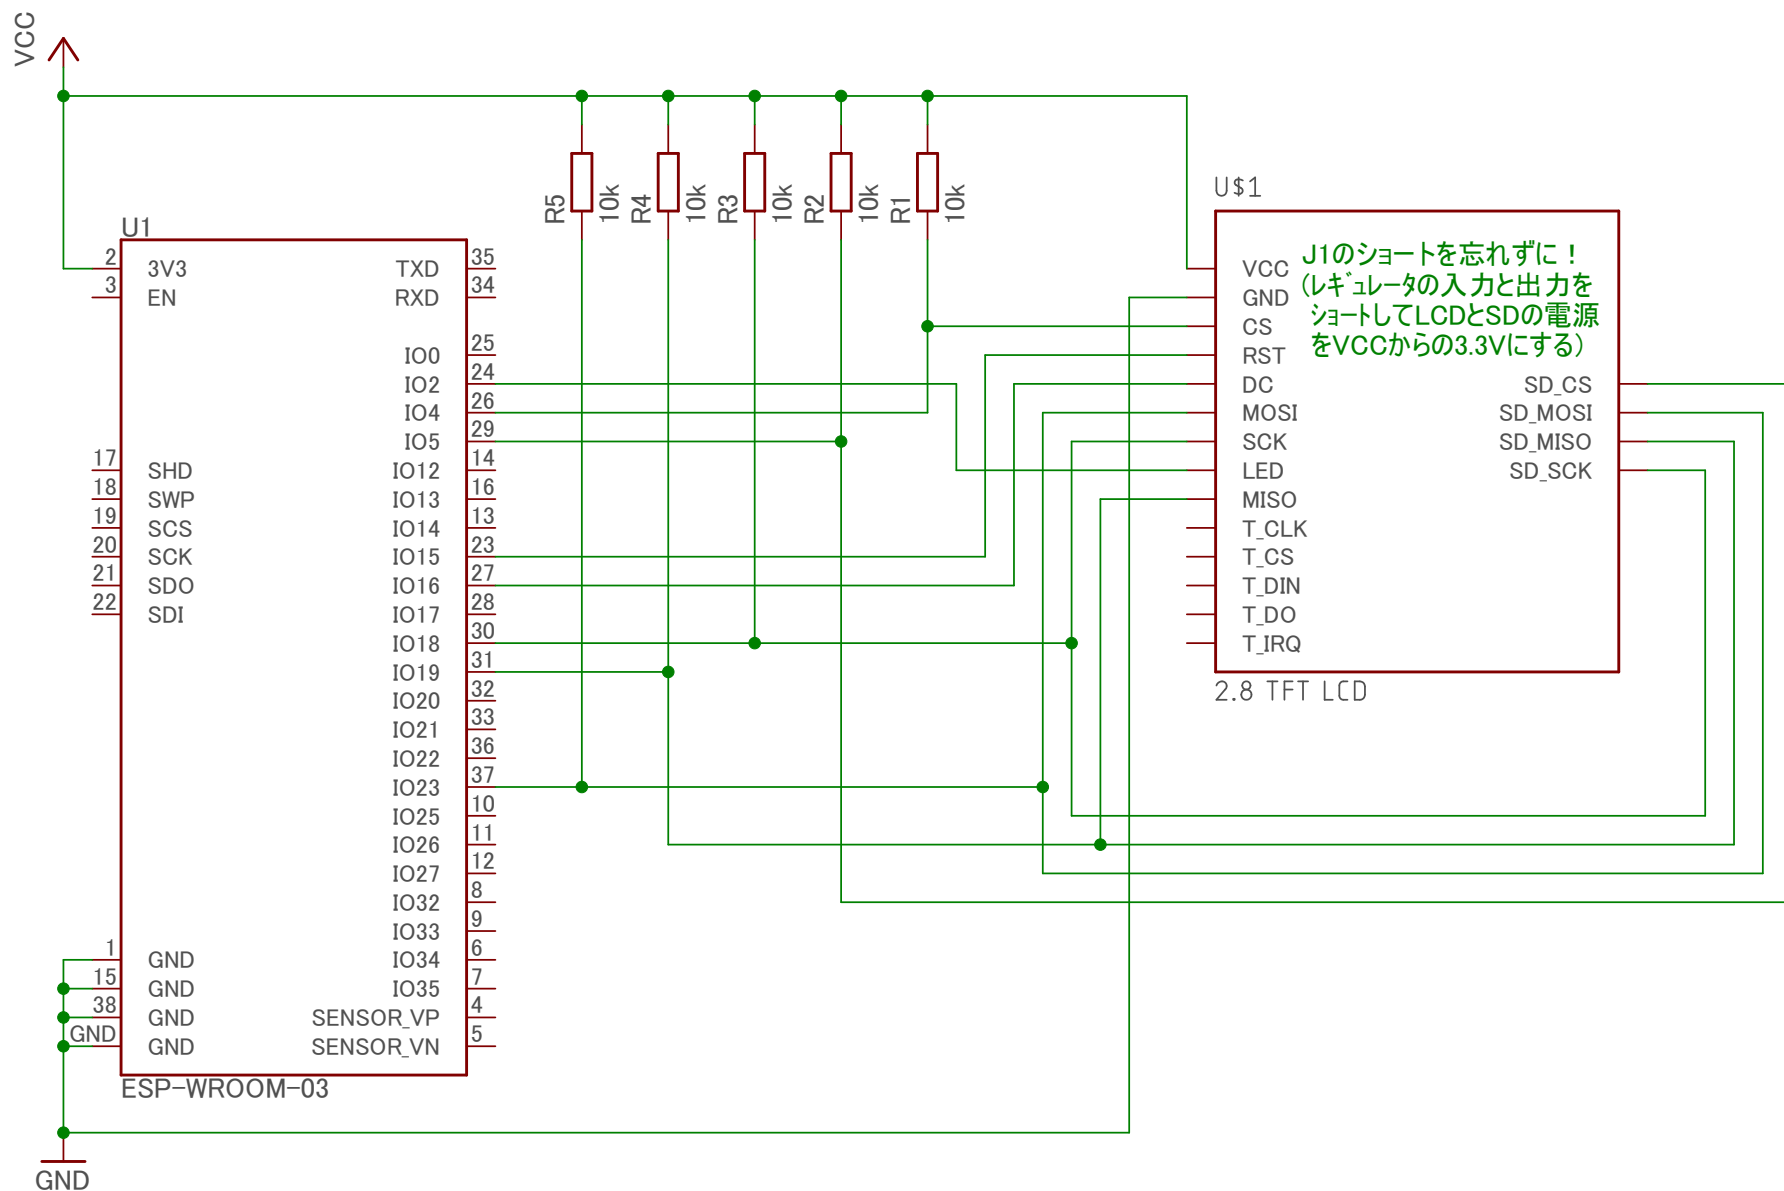 VCC
R5
10k
R4
10k
R3
10k
R2
10k
R1
10k
U1
2
3V3
3
EN
17
SHD
18
SWP
19
SCS
20
SCK
21
SDO
22
SDI
1
GND
15
GND
38
GND
GND
GND
TXD
35
RXD
34
IO0
25
IO2
24
IO4
26
IO5
29
IO12
14
IO13
16
IO14
13
IO15
23
IO16
27
IO17
28
IO18
30
IO19
31
IO20
32
IO21
33
IO22
36
IO23
37
IO25
10
IO26
11
IO27
12
IO32
8
IO33
9
IO34
6
IO35
7
SENSOR_VP
4
SENSOR_VN
5
ESP-WROOM-03
GND
U$1
J1のショートを忘れずに！
(レギュレータの入力と出力を
ショートしてLCDとSDの電源
をVCCからの3.3Vにする)
VCC
GND
CS
RST
DC
MOSI
SCK
LED
MISO
T_CLK
T_CS
T_DIN
T_DO
T_IRQ
SD_CS
SD_MOSI
SD_MISO
SD_SCK
2.8 TFT LCD